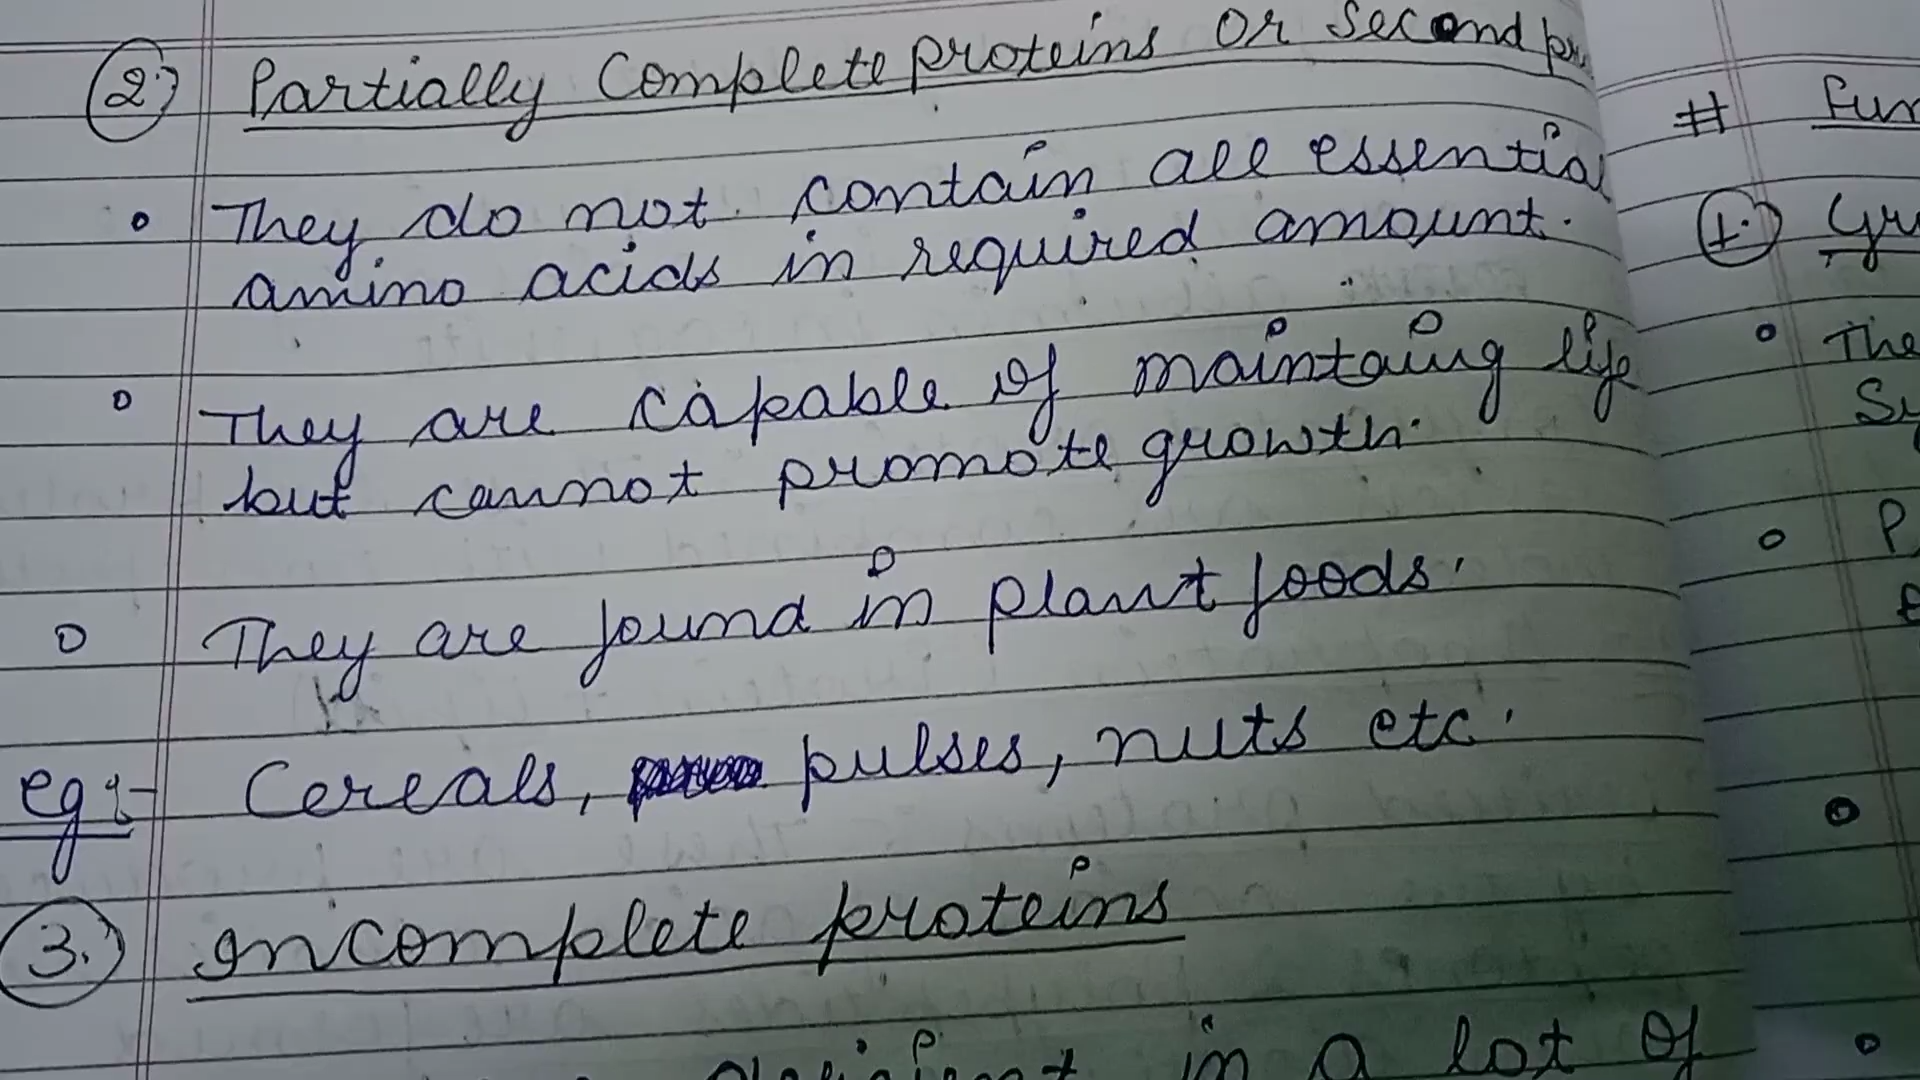 2.) Partially Complete proteins or Second
They do not contain all essential
amino acids in required amount.
They are capable of maintaing life
but cannot promote growth.
They are found in plant foods.
eg:- Cereals, pulses, nuts etc.
3.) Incomplete proteins
in a lot of
#
1.)
The